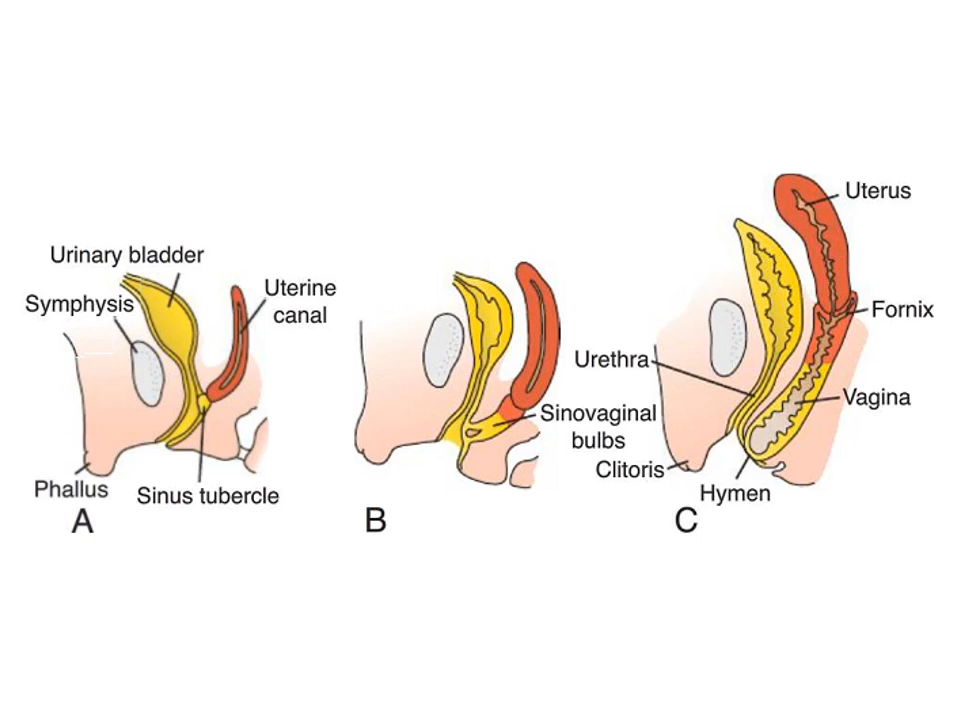 Urinary bladder
Symphysis
Uterine
canal
Phallus
Sinus tubercle
A
Sinovaginal
bulbs
B
Uterus
Fornix
Urethra
Vagina
Clitoris
Hymen
C